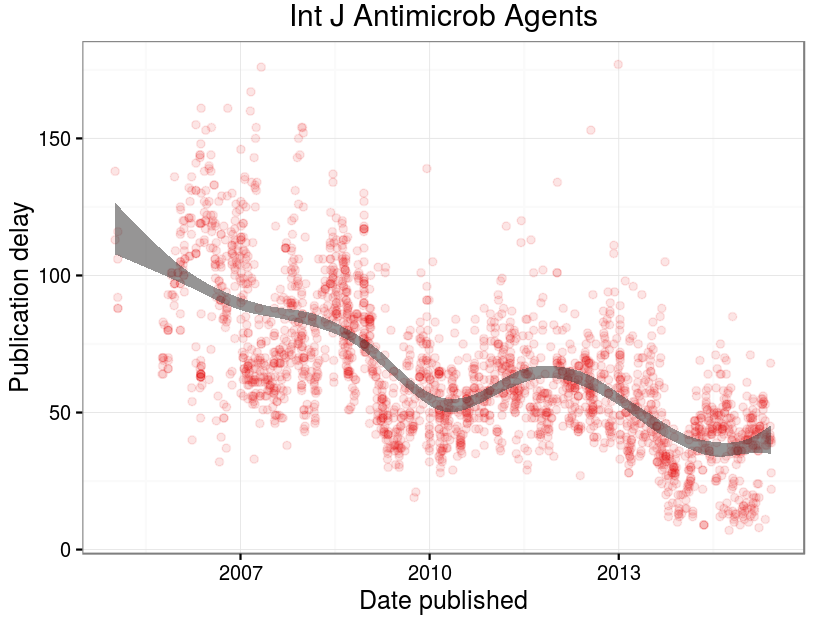 Int J Antimicrob Agents
Publication delay
150
100
50
0
2007
2010
2013
Date published